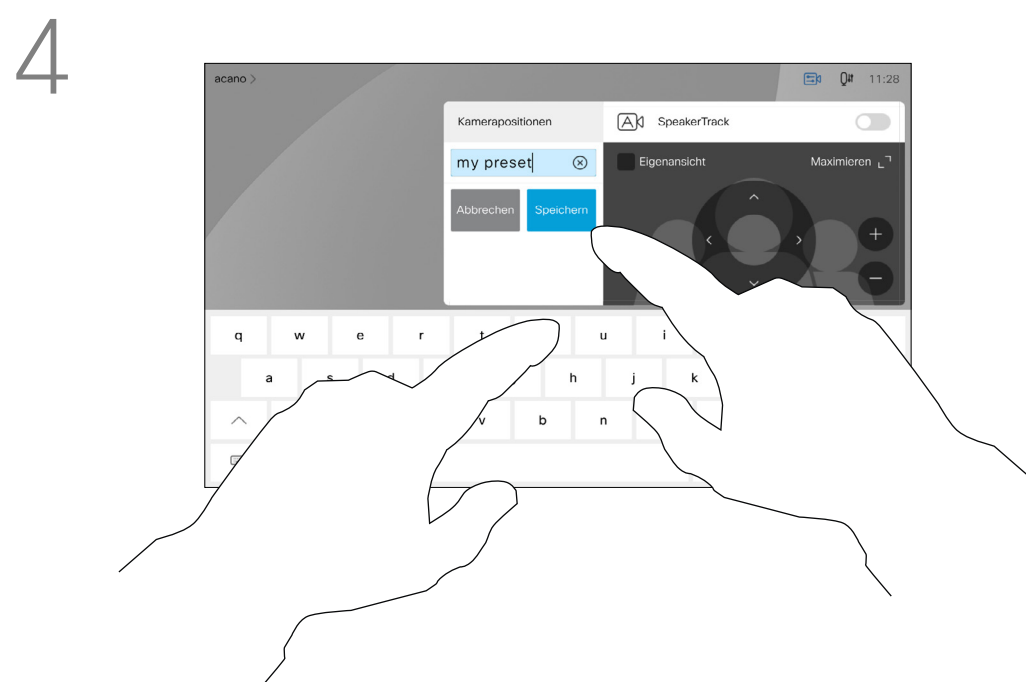 4
acano >
11:28
Kamerapositionen
SpeakerTrack
my preset
Eigenansicht
Maximieren
Abbrechen
Speichern
q w e r t u i
a s d h j k
v b n